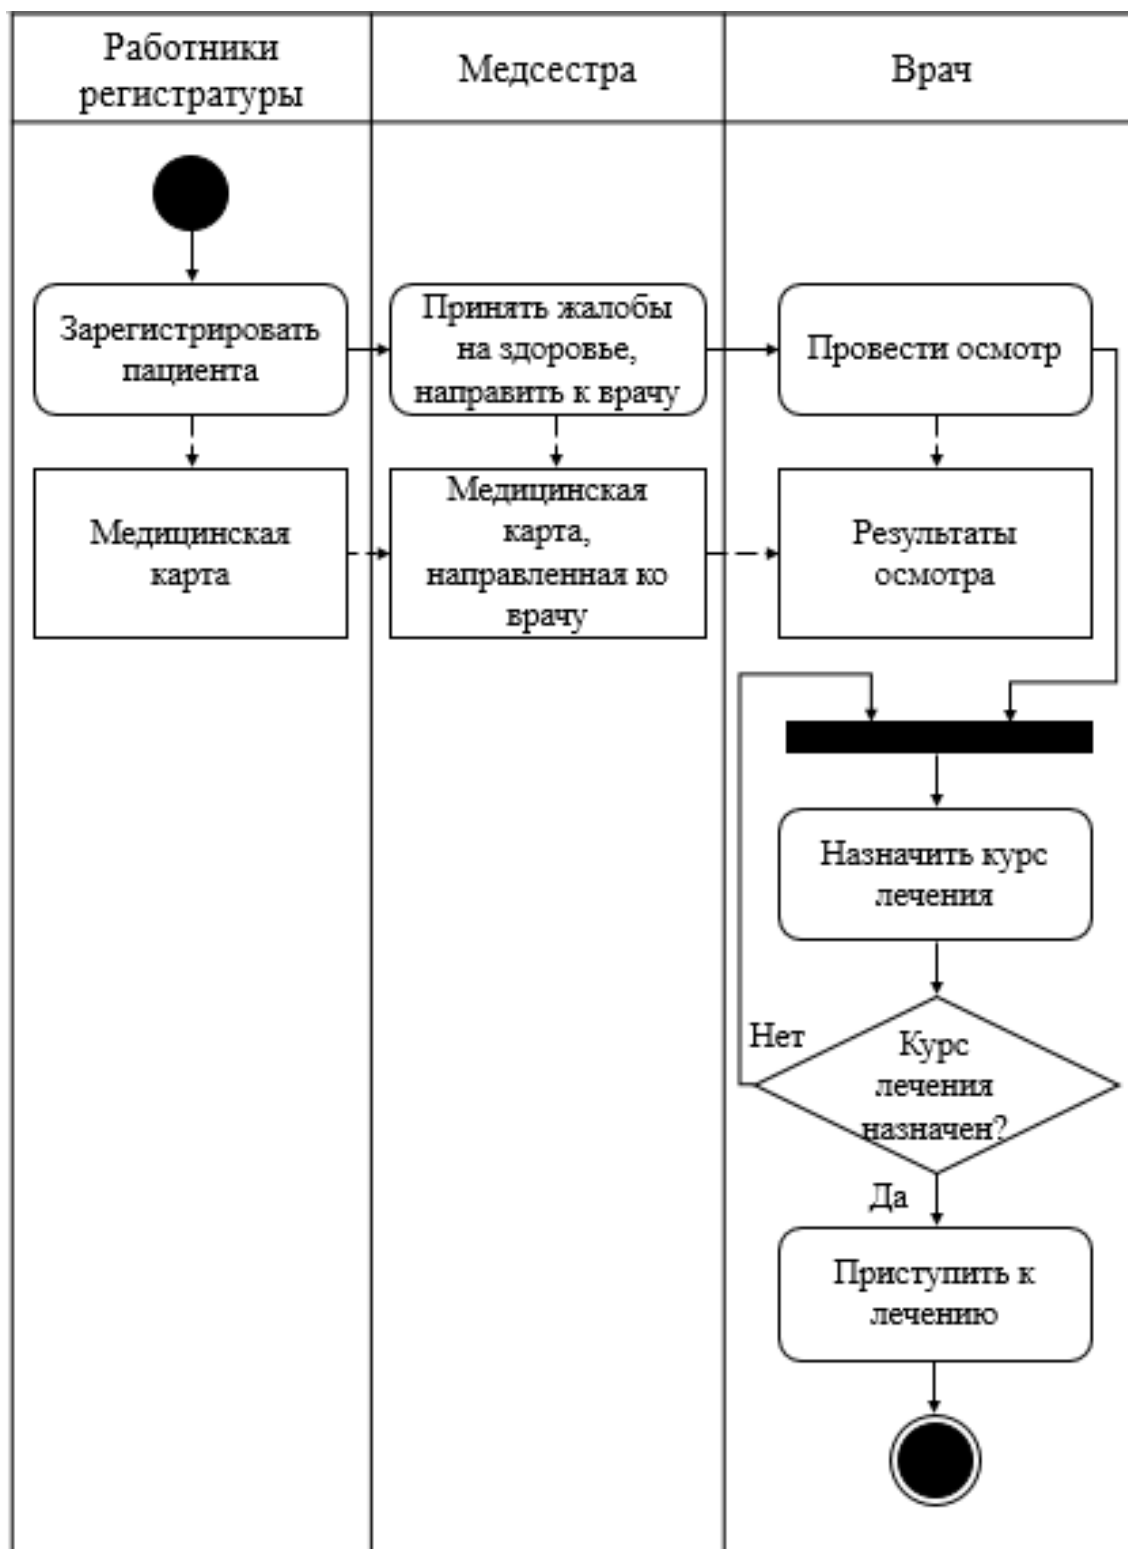 Работники
регистратуры
Медсестра
Врач
Зарегистрировать
пациента
Принять жалобы
на здоровье,
направить к врачу
Провести осмотр
Медицинская
карта
Медицинская
карта,
направленная ко
врачу
Результаты
осмотра
Назначить курс
лечения
Нет
Курс
лечения
назначен?
Да
Приступить к
лечению